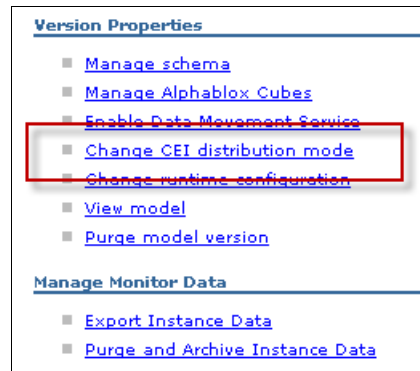 Version Properties
Manage schema
Manage Alphablox Cubes
Enable Data Movement Service
Change CEI distribution mode
Change runtime configuration
View model
Purge model version
Manage Monitor Data
Export Instance Data
Purge and Archive Instance Data